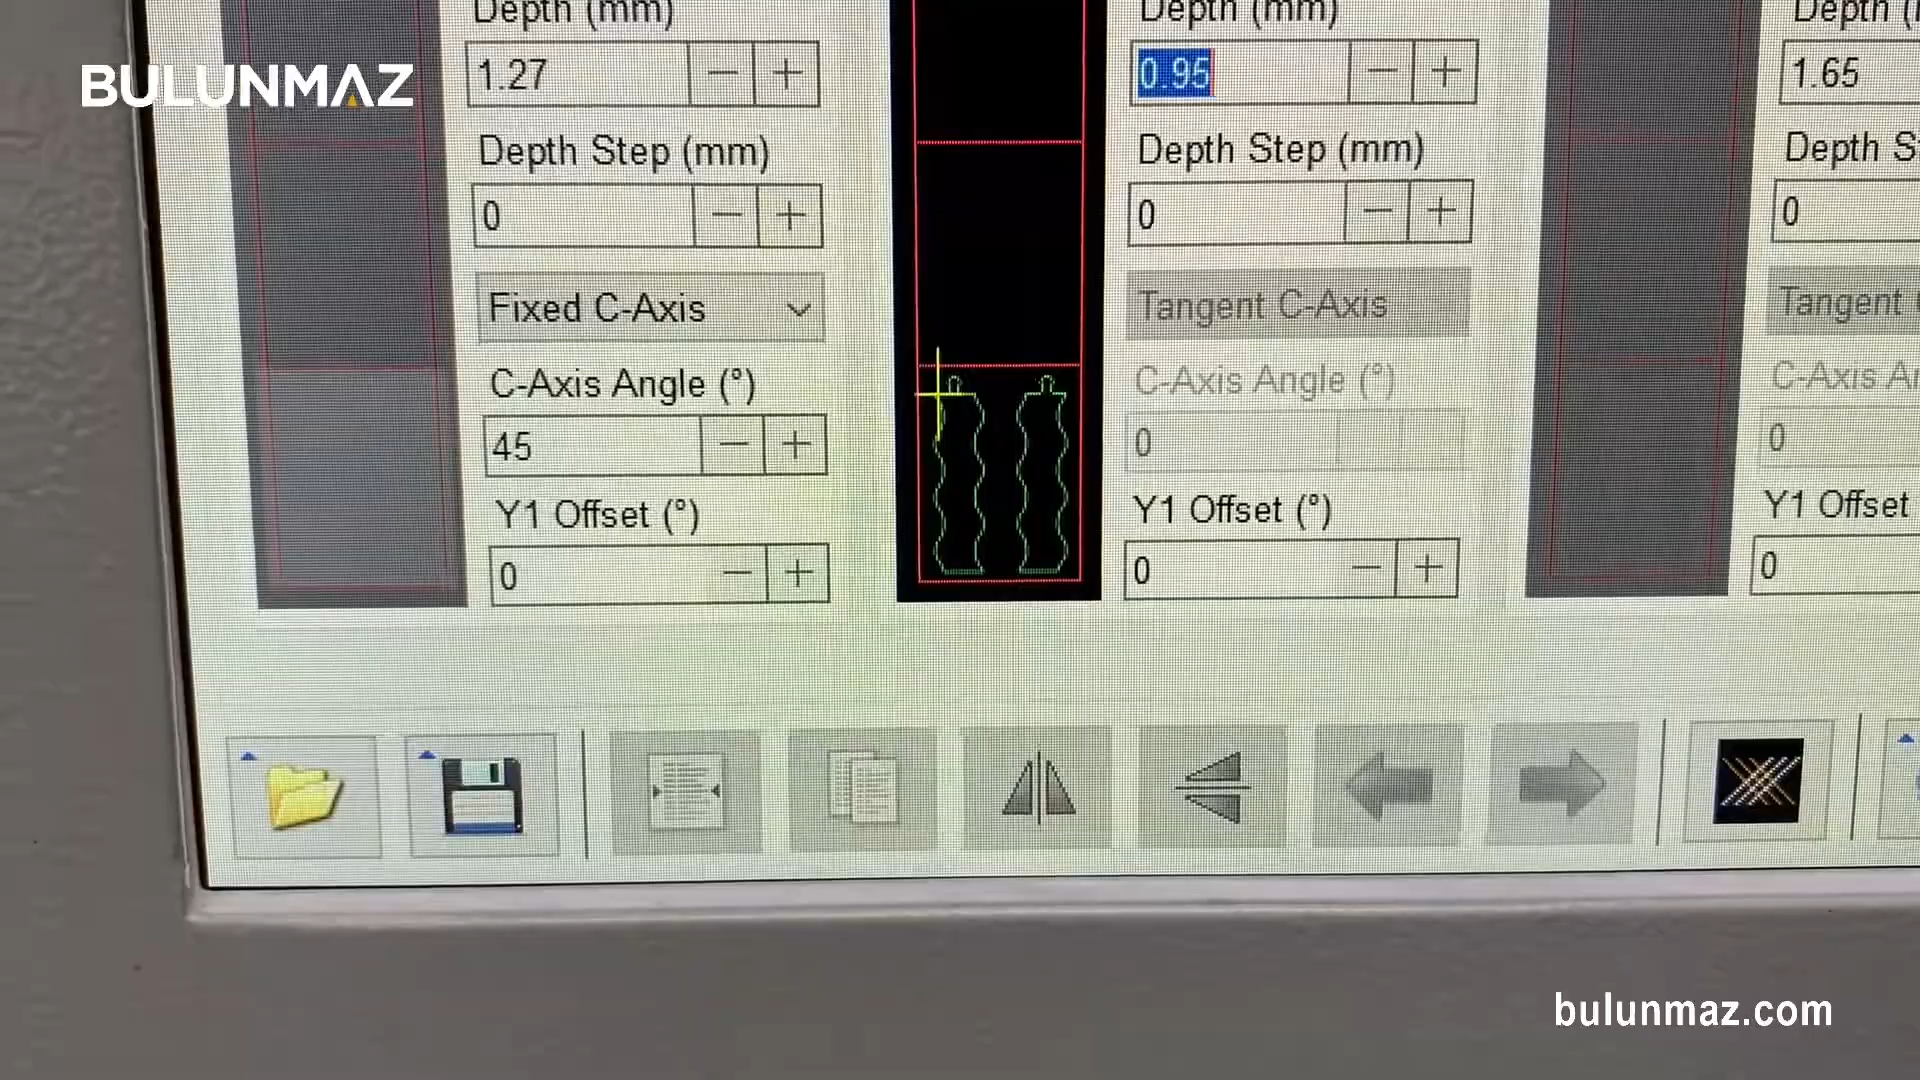 BULUNMAZ
Depth (mm)
1.27
Depth Step (mm)
0
Fixed C-Axis
C-Axis Angle (°)
45
Y1 Offset (°)
0
Depth (mm)
0.95
Depth Step (mm)
0
Tangent C-Axis
C-Axis Angle (°)
0
Y1 Offset (°)
0
Depth (
1.65
Depth S
0
Tangent
C-Axis A
0
Y1 Offset
0
bulunmaz.com